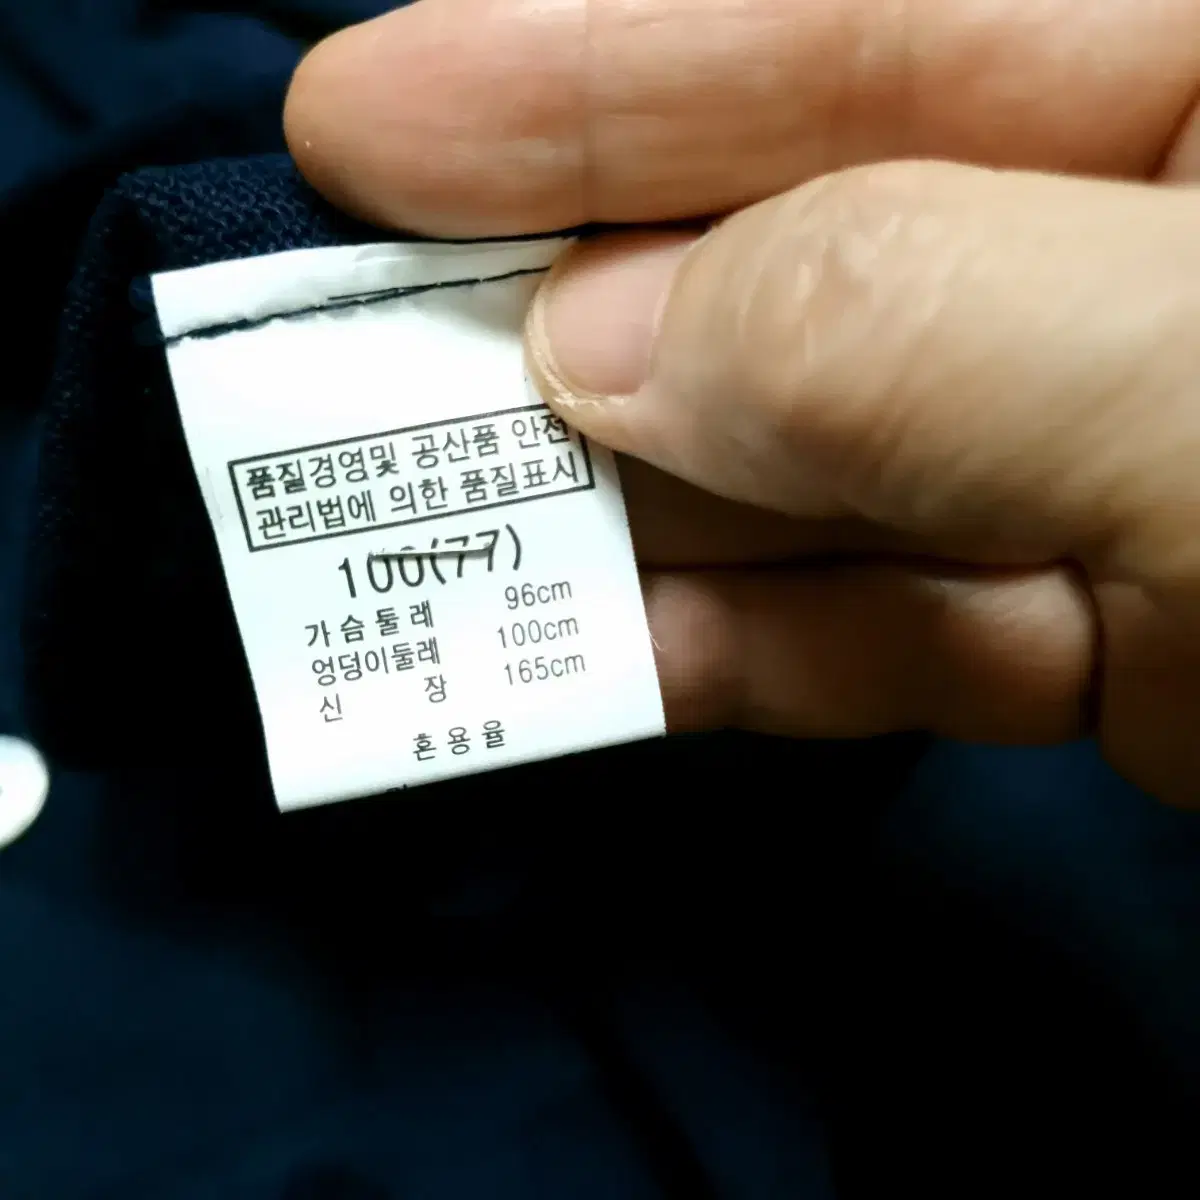 품질경영및 공산품 안전
관리법에 의한 품질표시
100(77)
가슴둘레 96cm
엉덩이둘레 100cm
신 장 165cm
혼용율